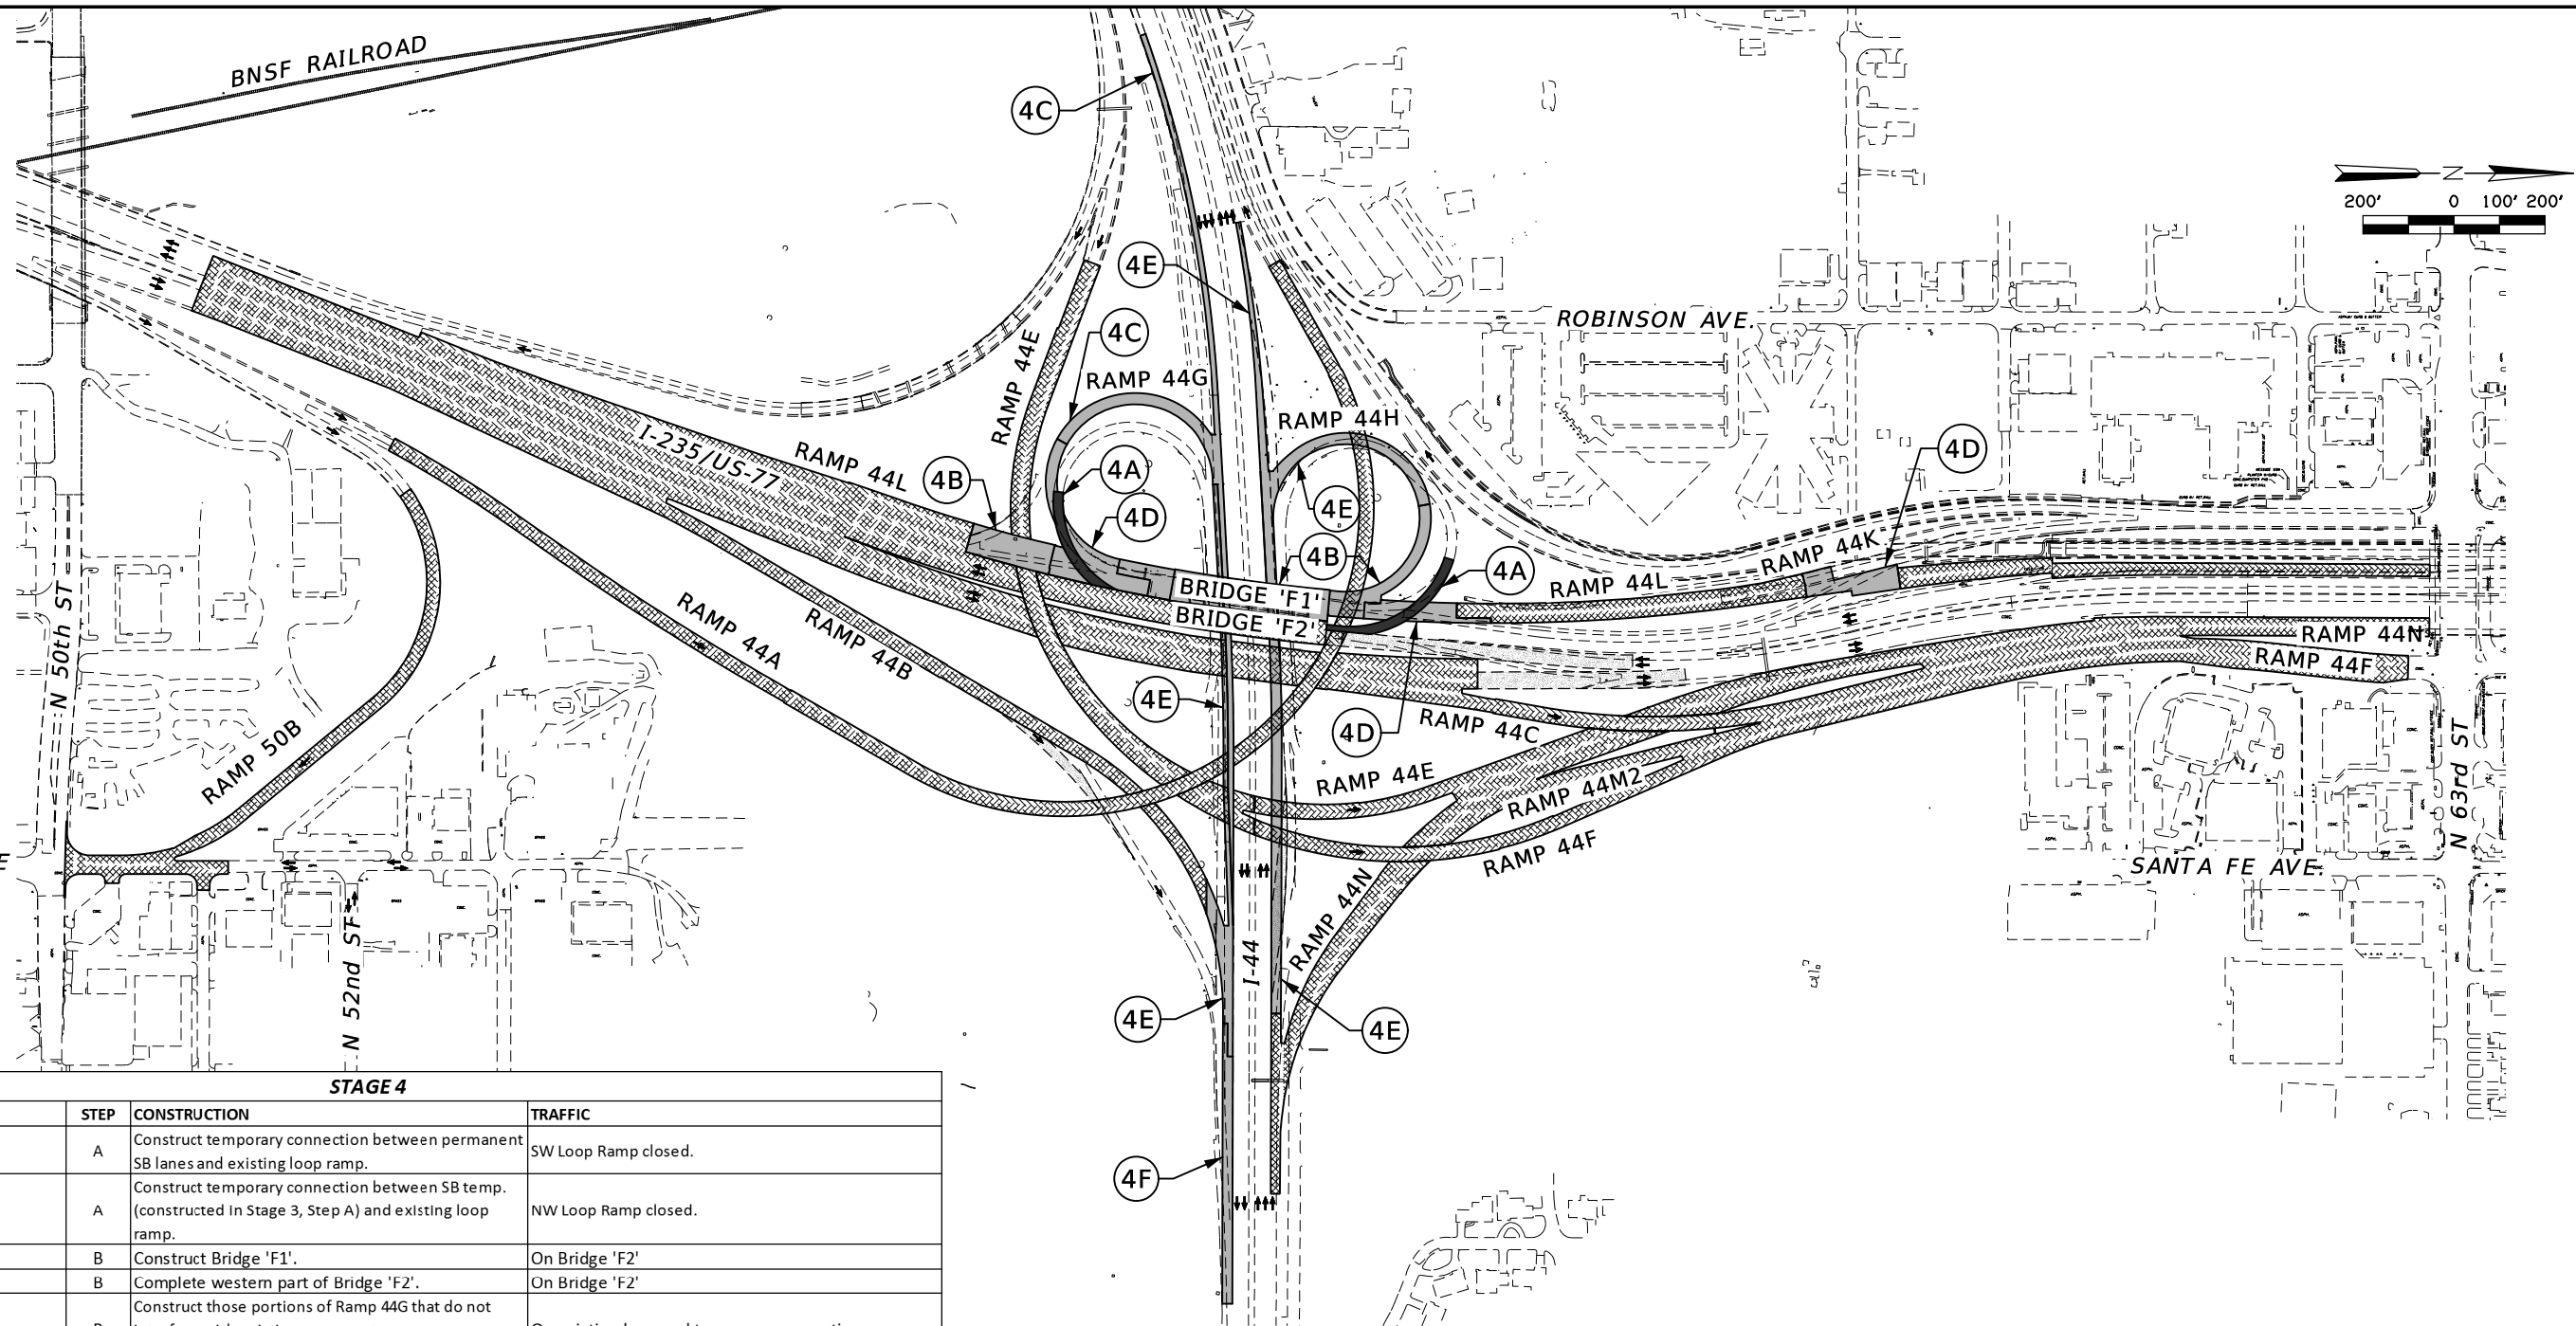 BNSF RAILROAD
4C
N
200' 0 100' 200'
4E
ROBINSON AVE.
4C
RAMP 44E
RAMP 44G
RAMP 44H
I-235/US-77
RAMP 44L
4B
4A
4D
4E
4B
4D
4A
RAMP 44L
RAMP 44K
BRIDGE 'F1'
BRIDGE 'F2'
N 50th ST
RAMP 44A
RAMP 44B
RAMP 44N
RAMP 44F
4E
4D
RAMP 44C
RAMP 50B
RAMP 44E
RAMP 44M2
RAMP 44F
N 63rd ST
SANTA FE AVE.
E
N 52nd ST
I-44
RAMP 44N
4E
4E
4F
STAGE 4
STEP CONSTRUCTION TRAFFIC
A Construct temporary connection between permanent
SB lanes and existing loop ramp.
SW Loop Ramp closed.
A Construct temporary connection between SB temp.
(constructed in Stage 3, Step A) and existing loop
ramp.
NW Loop Ramp closed.
B Construct Bridge 'F1'. On Bridge 'F2'
B Complete western part of Bridge 'F2'. On Bridge 'F2'
Construct those portions of Ramp 44G that do not